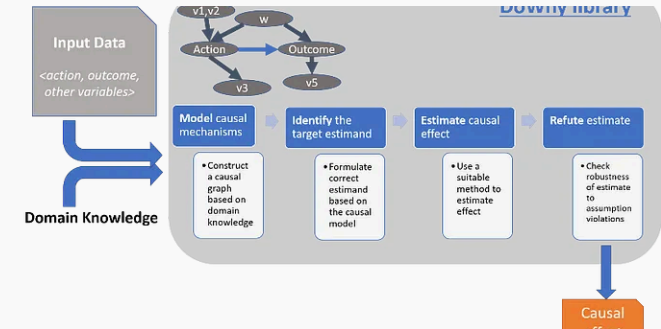 DoWhy library
v1,v2
w
Input Data
Action
Outcome
<action, outcome,
other variables>
v3
v5
Model causal
mechanisms
Identify the
target estimand
Estimate causal
effect
Refute estimate
• Construct
a causal
graph
based on
domain
knowledge
• Formulate
correct
estimand
based on
the causal
model
• Use a
suitable
method to
estimate
effect
• Check
robustness
of estimate
to
assumption
violations
Domain Knowledge
Causal